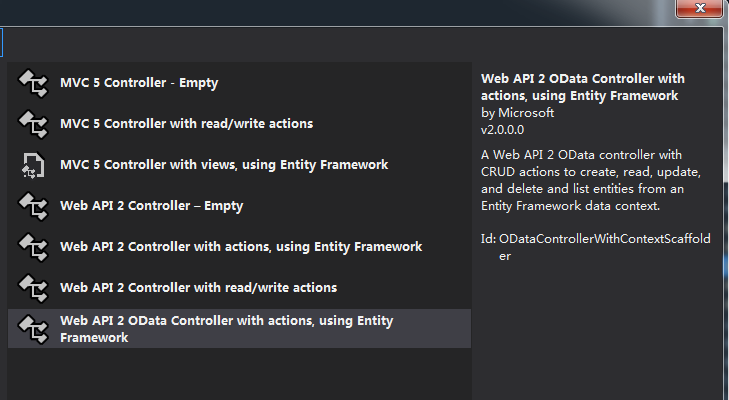 MVC 5 Controller - Empty
MVC 5 Controller with read/write actions
MVC 5 Controller with views, using Entity Framework
Web API 2 Controller – Empty
Web API 2 Controller with actions, using Entity Framework
Web API 2 Controller with read/write actions
Web API 2 OData Controller with actions, using Entity
Framework
Web API 2 OData Controller with
actions, using Entity Framework
by Microsoft
v2.0.0.0
A Web API 2 OData controller with
CRUD actions to create, read, update,
and delete and list entities from an
Entity Framework data context.
Id: ODataControllerWithContextScaffold
er